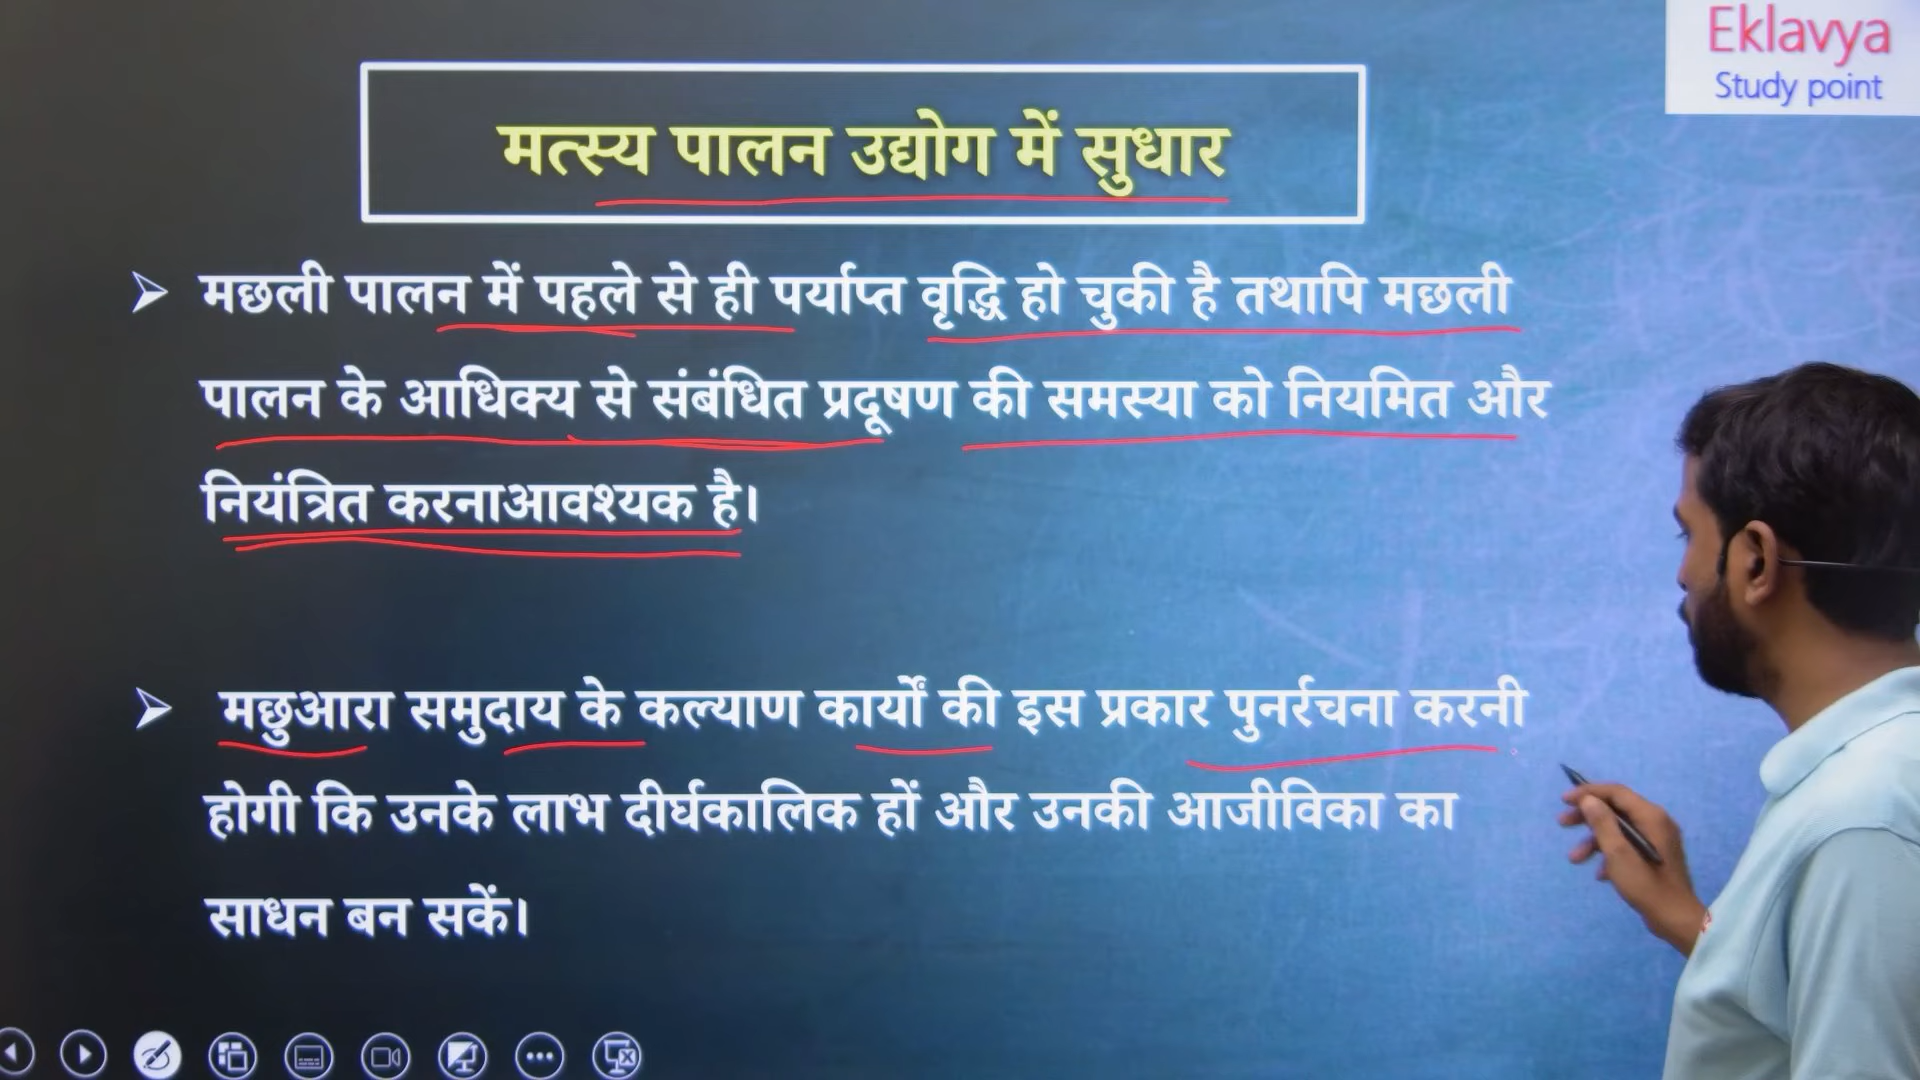 Eklavya
Study point
मत्स्य पालन उद्योग में सुधार
मछली पालन में पहले से ही पर्याप्त वृद्धि हो चुकी है तथापि मछली
पालन के आधिक्य से संबंधित प्रदूषण की समस्या को नियमित और
नियंत्रित करनाआवश्यक है।
मछुआरा समुदाय के कल्याण कार्यों की इस प्रकार पुनर्रचना करनी
होगी कि उनके लाभ दीर्घकालिक हों और उनकी आजीविका का
साधन बन सकें।